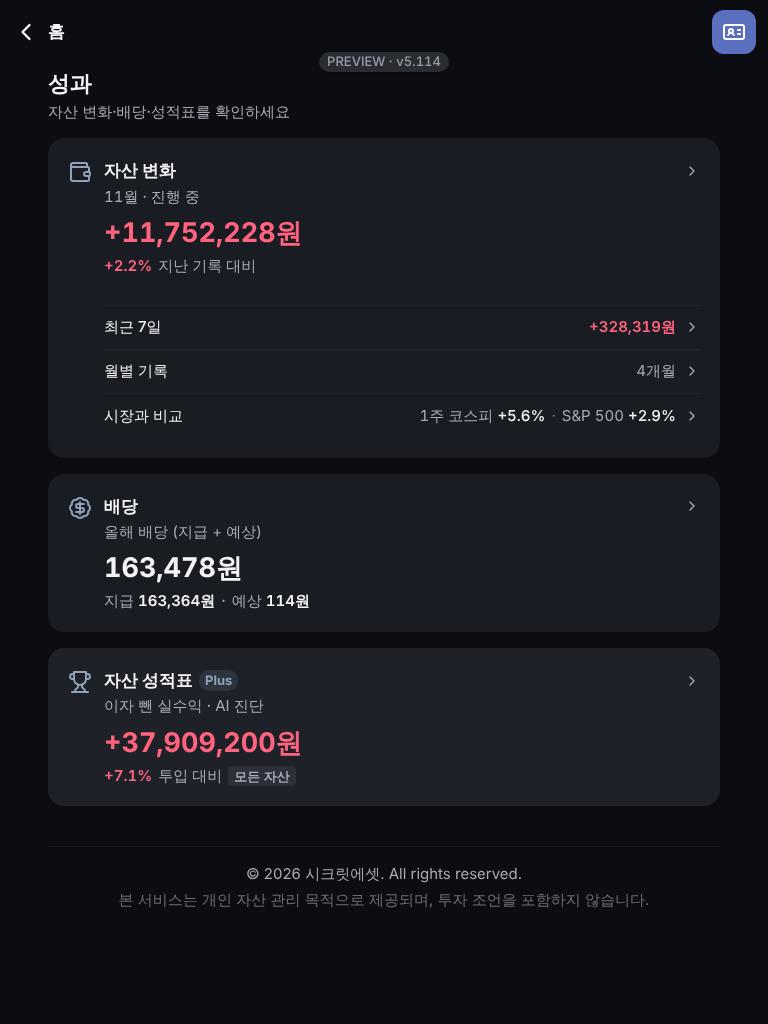 홈
PREVIEW · v5.114
성과
자산 변화·배당·성적표를 확인하세요
자산 변화
11월 · 진행 중
+11,752,228원
+2.2% 지난 기록 대비
최근 7일 +328,319원
월별 기록 4개월
시장과 비교 1주 코스피 +5.6% · S&P 500 +2.9%
배당
올해 배당 (지급 + 예상)
163,478원
지급 163,364원 · 예상 114원
자산 성적표 Plus
이자 뺀 실수익 · AI 진단
+37,909,200원
+7.1% 투입 대비 모든 자산
© 2026 시크릿에셋. All rights reserved.
본 서비스는 개인 자산 관리 목적으로 제공되며, 투자 조언을 포함하지 않습니다.